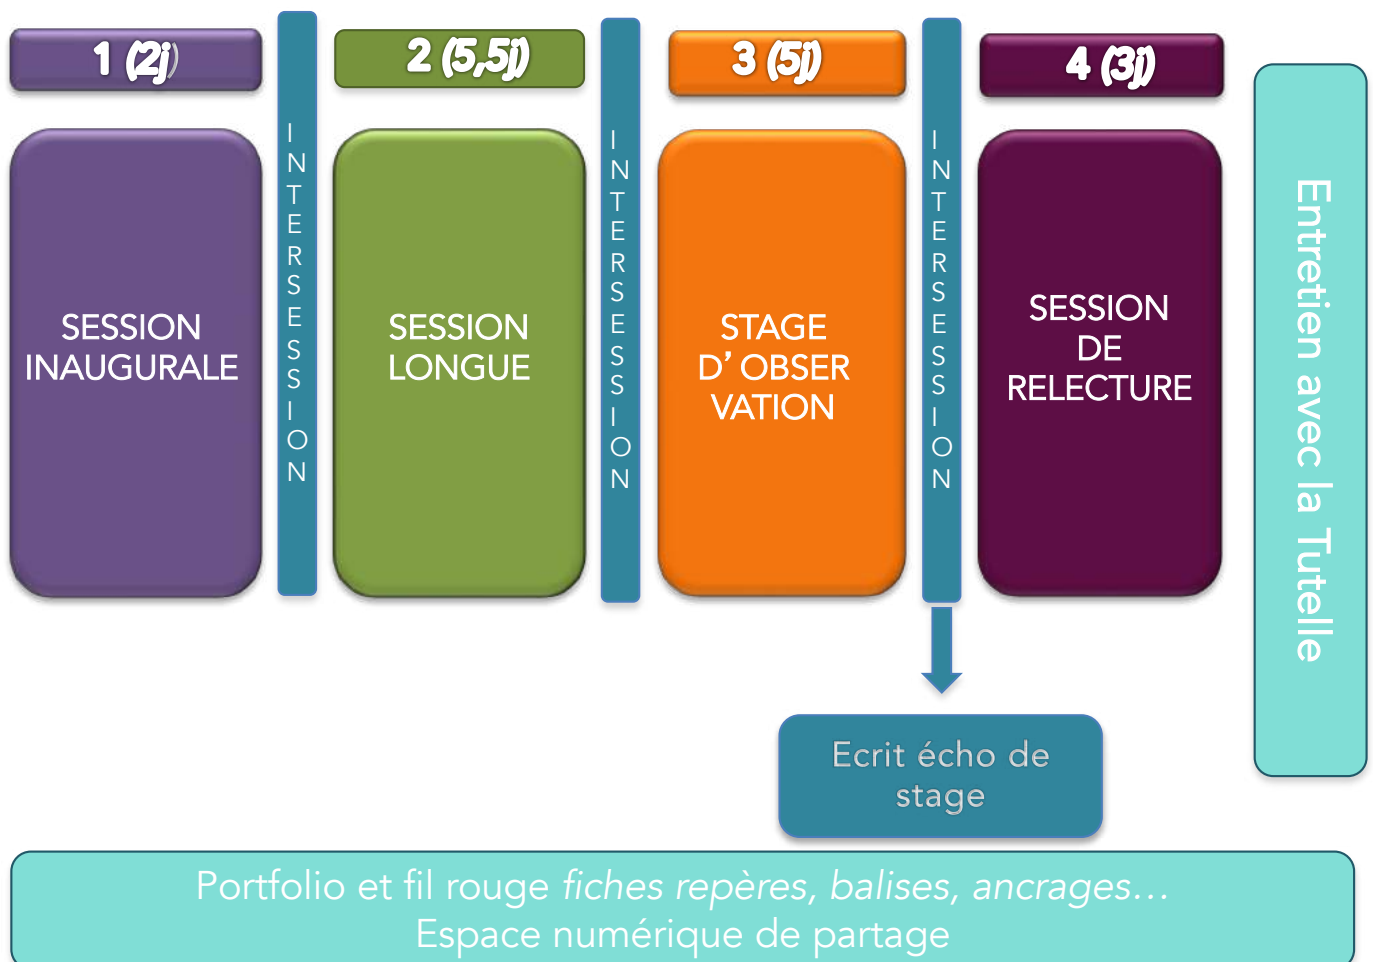 1 (2j)
2 (5,5j)
3 (5j)
4 (3j)
SESSION
INAUGURALE
INTERSESSION
SESSION
LONGUE
INTERSESSION
STAGE
D’ OBSER
VATION
INTERSESSION
SESSION
DE
RELECTURE
Entretien avec la Tutelle
Ecrit écho de
stage
Portfolio et fil rouge fiches repères, balises, ancrages…
Espace numérique de partage